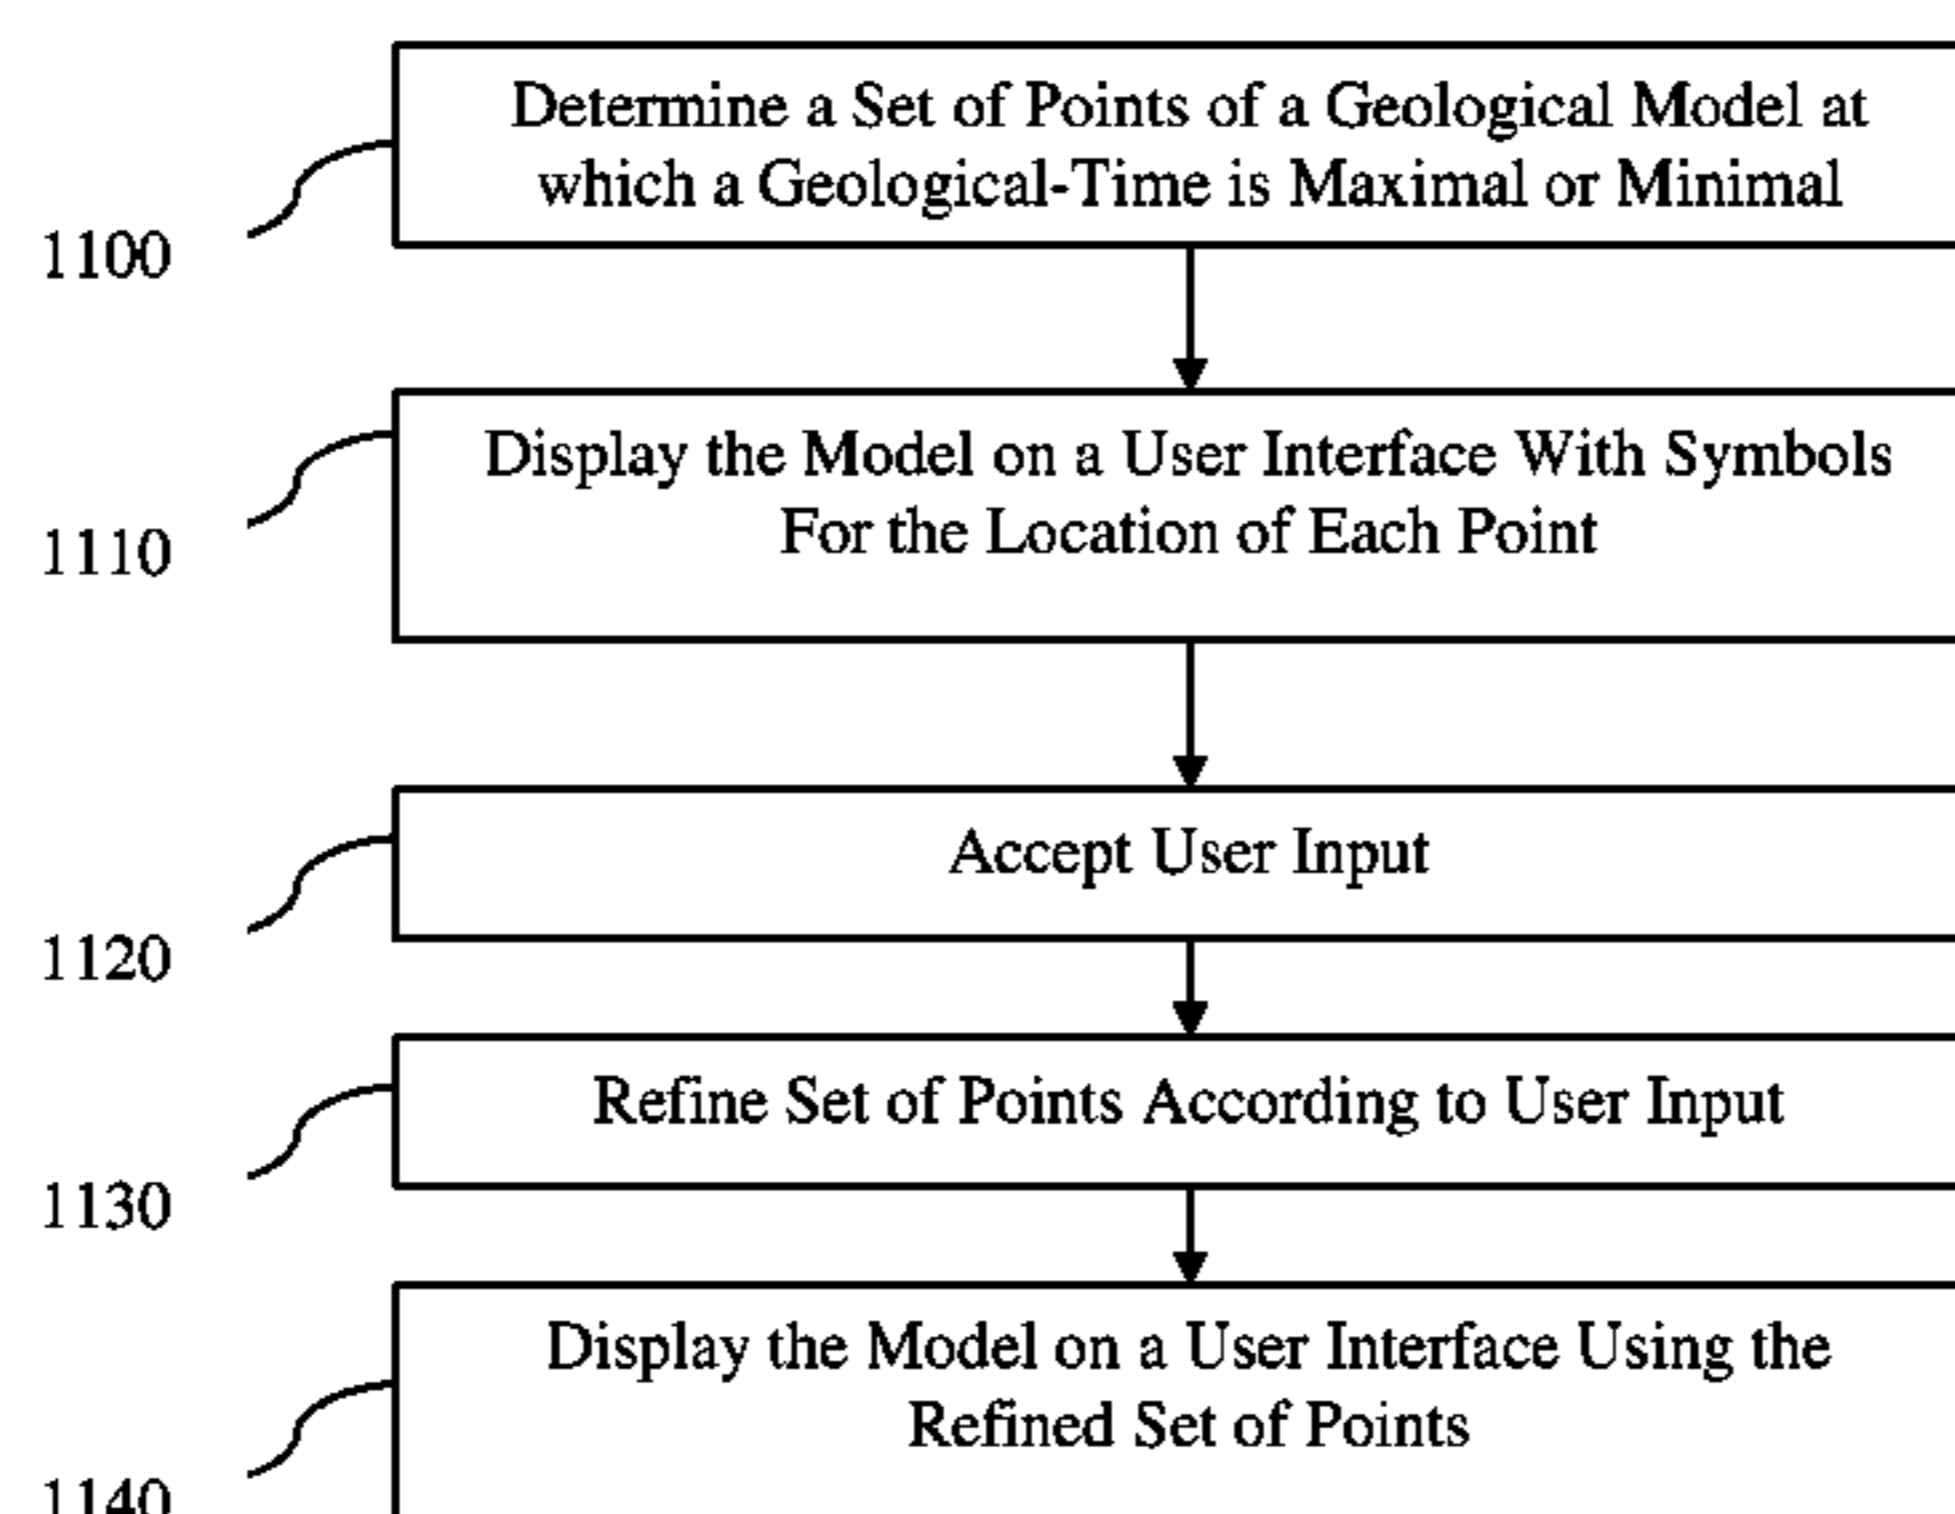 Determine a Set of Points of a Geological Model at
which a Geological-Time is Maximal or Minimal
1100
Display the Model on a User Interface With Symbols
For the Location of Each Point
1110
Accept User Input
1120
Refine Set of Points According to User Input
1130
Display the Model on a User Interface Using the
Refined Set of Points
1140